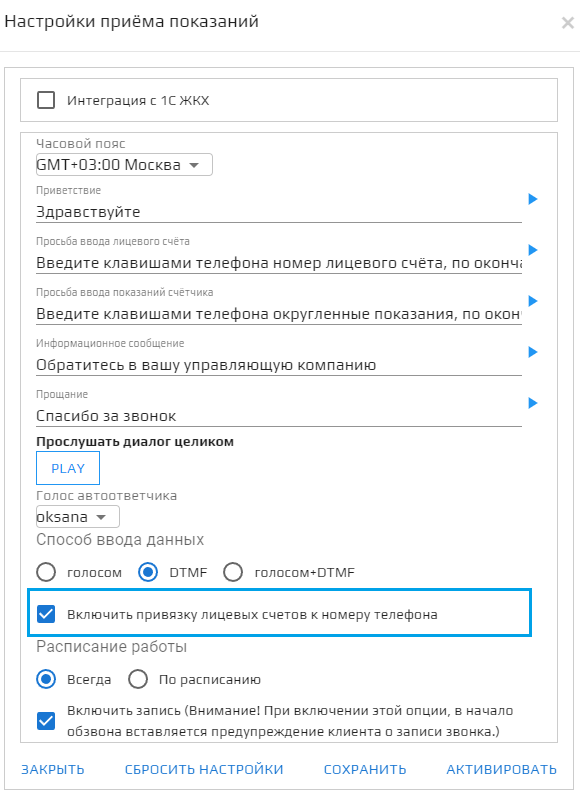 Настройки приёма показаний
Интеграция с 1С ЖКХ
Часовой пояс
GMT+03:00 Москва
Приветствие
Здравствуйте
Просьба ввода лицевого счёта
Введите клавишами телефона номер лицевого счёта, по оконча
Просьба ввода показаний счётчика
Введите клавишами телефона округленные показания, по окон
Информационное сообщение
Обратитесь в вашу управляющую компанию
Прощание
Спасибо за звонок
Прослушать диалог целиком
PLAY
Голос автоответчика
oksana
Способ ввода данных
голосом DTMF голосом+DTMF
Включить привязку лицевых счетов к номеру телефона
Расписание работы
Всегда По расписанию
Включить запись (Внимание! При включении этой опции, в начало
обзвона вставляется предупреждение клиента о записи звонка.)
ЗАКРЫТЬ СБРОСИТЬ НАСТРОЙКИ СОХРАНИТЬ АКТИВИРОВАТЬ